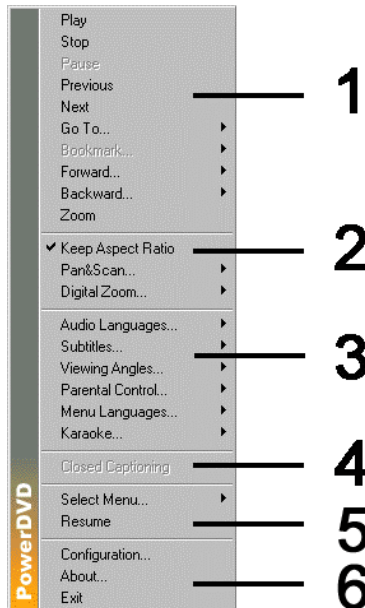 Play
Stop
Pause
Previous
Next
Go To...
Bookmark...
Forward...
Backward...
Zoom
1
Keep Aspect Ratio
Pan&Scan...
Digital Zoom...
2
Audio Languages...
Subtitles...
Viewing Angles...
Parental Control...
Menu Languages...
Karaoke...
3
Closed Captioning
4
Select Menu...
Resume
5
Configuration...
About...
Exit
6
PowerDVD